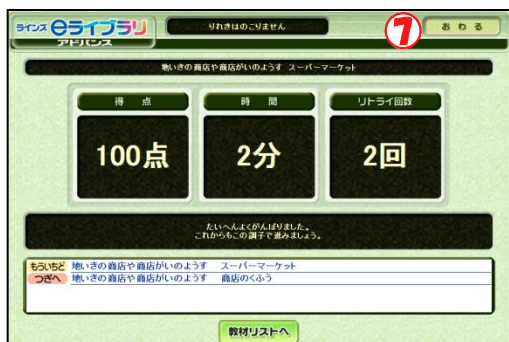 ラインズ eライブラリ
アドバンス
りれきはのこりません
⑦
おわる
地いきの商店や商店がいのようす スーパーマーケット
得 点
時 間
リトライ回数
100点
2分
2回
たいへんよくがんばりました。
これからもこの調子で進みましょう。
もういちど 地いきの商店や商店がいのようす スーパーマーケット
つぎへ 地いきの商店や商店がいのようす 商店のくふう
教材リストへ